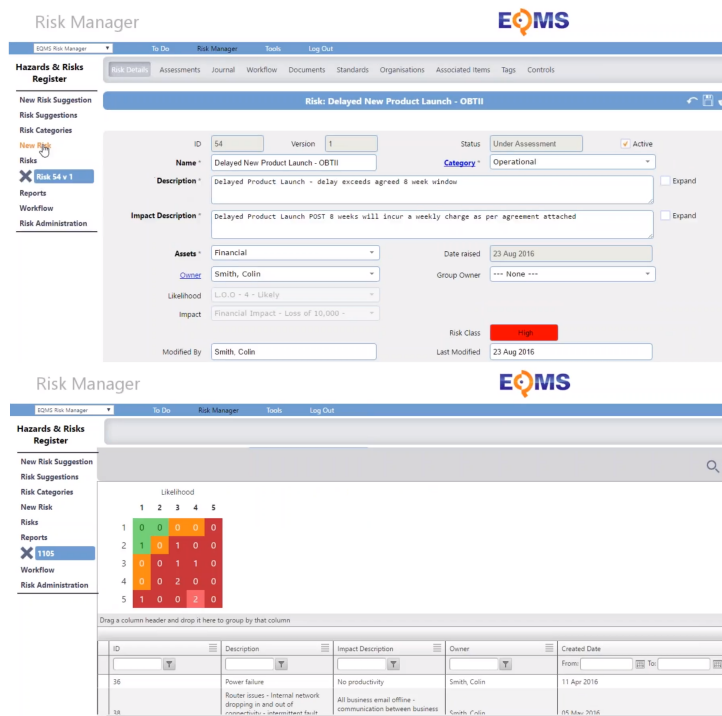 Risk Manager
EQMS
EQMS Risk Manager To Do Risk Manager Tools Log Out
Hazards & Risks
Register
Risk Details Assessments Journal Workflow Documents Standards Organisations Associated Items Tags Controls
New Risk Suggestion
Risk: Delayed New Product Launch - OBTII
Risk Suggestions
Risk Categories
New Risk
Risks
Risk 54 v 1
Reports
Workflow
Risk Administration
ID 54 Version 1 Status Under Assessment Active
Name * Delayed New Product Launch - OBTII Category * Operational
Description * Delayed Product Launch - delay exceeds agreed 8 week window Expand
Impact Description * Delayed Product Launch POST 8 weeks will incur a weekly charge as per agreement attached Expand
Assets * Financial Date raised 23 Aug 2016
Owner Smith, Colin Group Owner --- None ---
Likelihood L.O.O - 4 - Likely
Impact Financial Impact - Loss of 10,000 -
Risk Class High
Modified By Smith, Colin Last Modified 23 Aug 2016
Risk Manager
EQMS
EQMS Risk Manager To Do Risk Manager Tools Log Out
Hazards & Risks
Register
New Risk Suggestion
Risk Suggestions
Risk Categories
New Risk
Risks
Reports
1105
Workflow
Risk Administration
Likelihood
1 2 3 4 5
1 0 0 0 0 0
2 1 0 1 0 0
3 0 0 1 1 0
4 0 0 2 0 0
5 1 0 0 2 0
Drag a column header and drop it here to group by that column
ID Description Impact Description Owner Created Date
From: To:
36 Power failure No productivity Smith, Colin 11 Apr 2016
Router issues - Internal network
dropping in and out of
connectivity - intermittent fault
All business email offline -
communication between business
38 Smith, Colin 05 May 2016